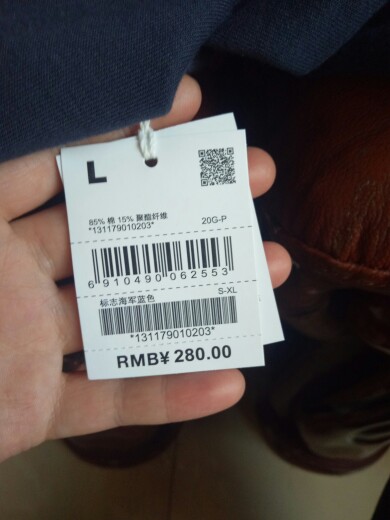 L
85% 棉 15% 聚酯纤维
*131179010203* 20G-P
6 910490 062553
标志海军蓝色 S-XL
*131179010203*
RMB¥ 280.00